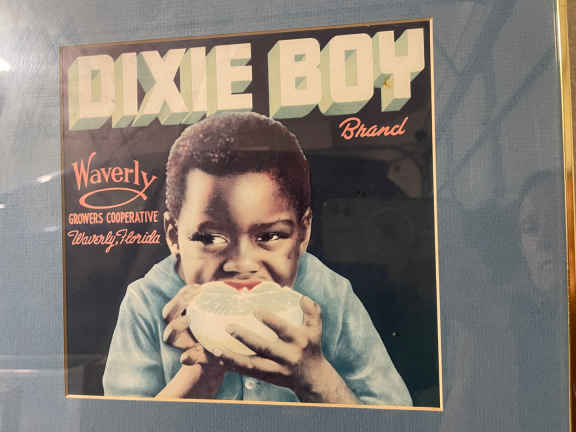 DIXIE BOY
Brand
Waverly
GROWERS COOPERATIVE
Waverly, Florida